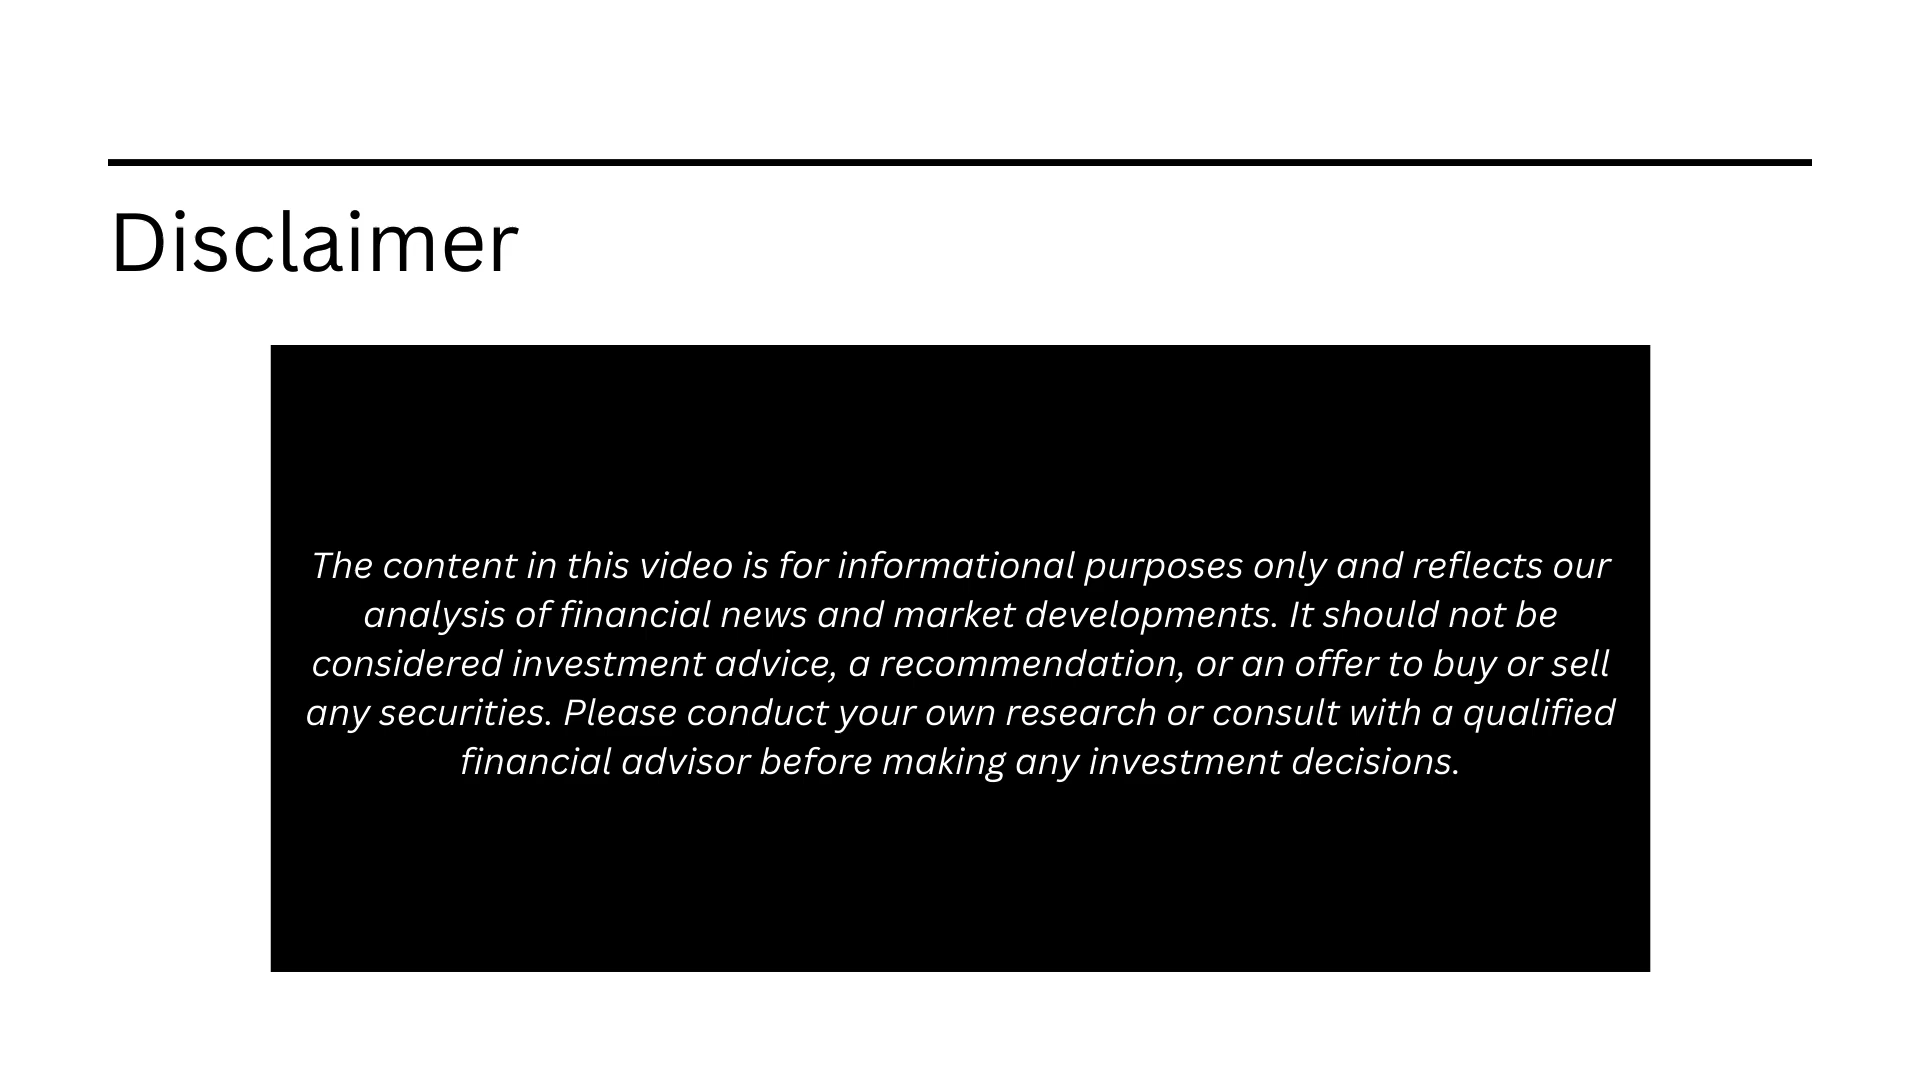 Disclaimer
The content in this video is for informational purposes only and reflects our
analysis of financial news and market developments. It should not be
considered investment advice, a recommendation, or an offer to buy or sell
any securities. Please conduct your own research or consult with a qualified
financial advisor before making any investment decisions.